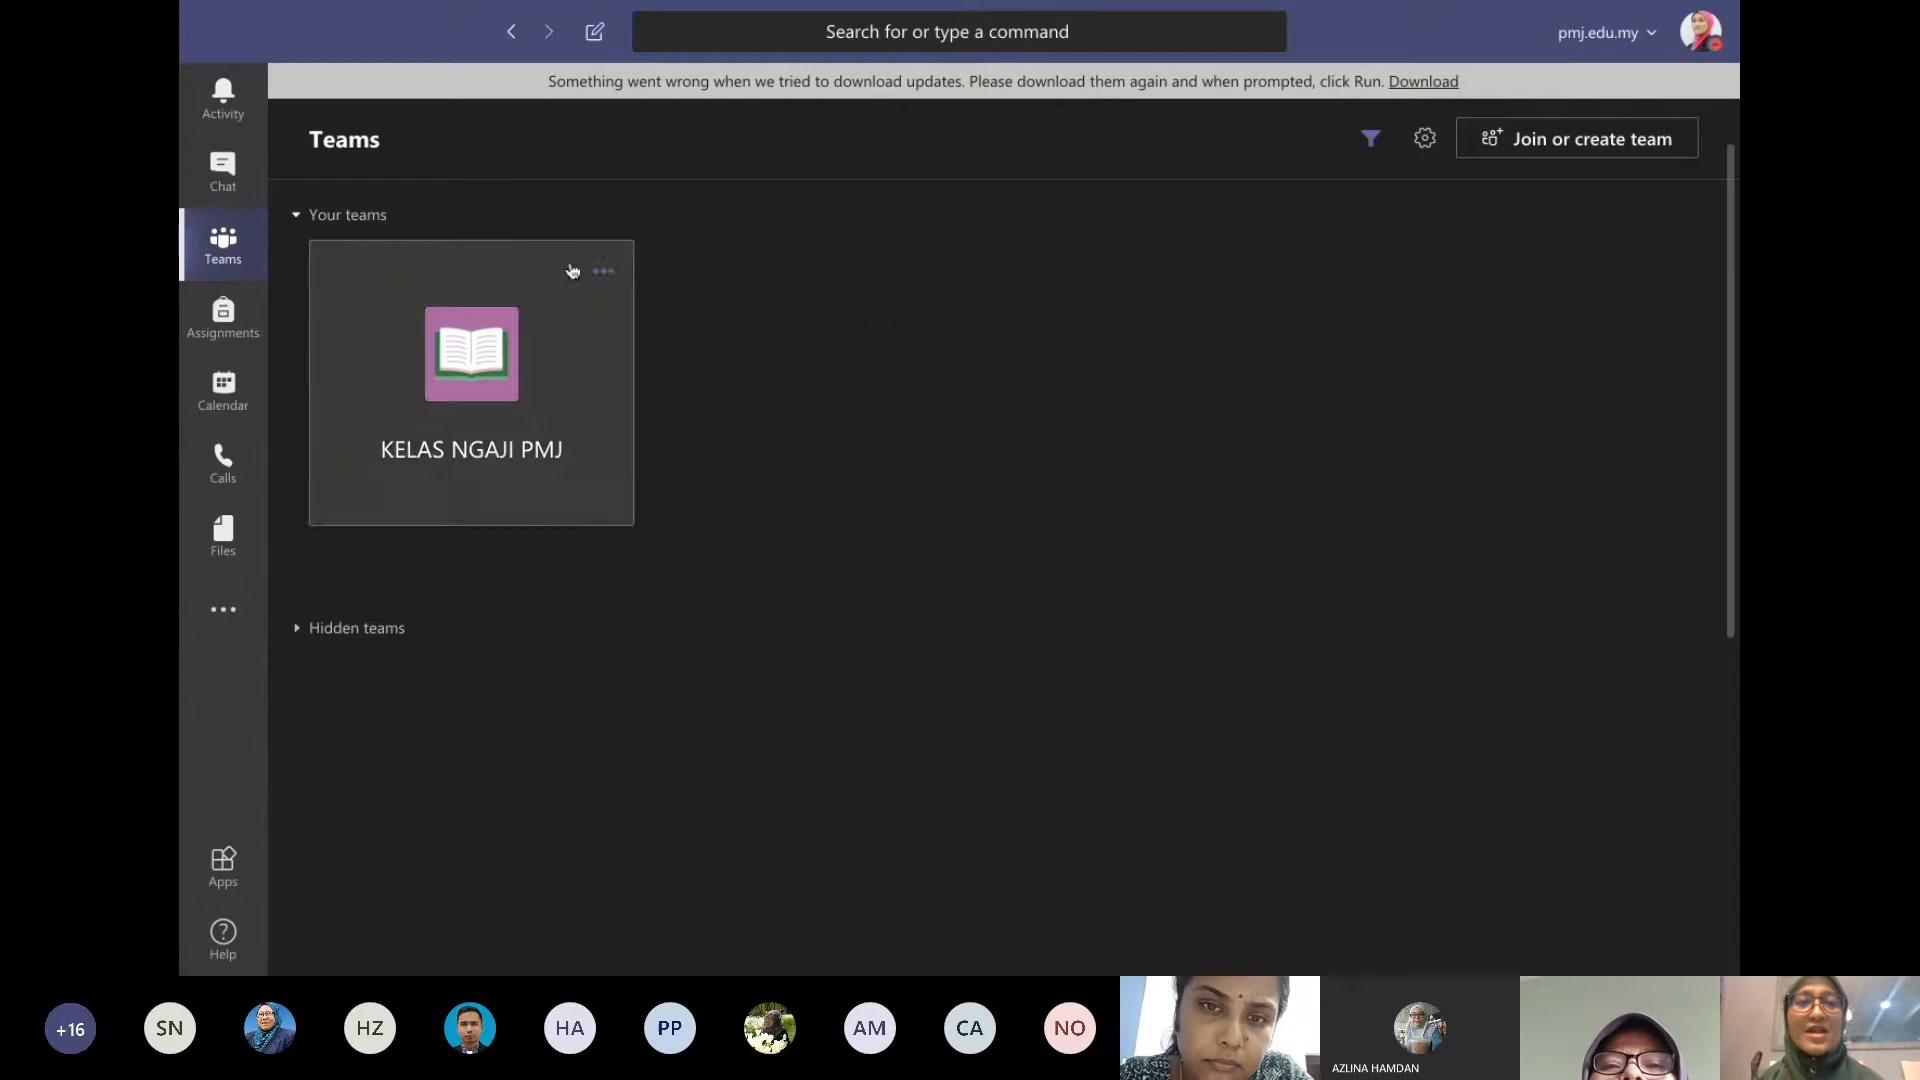 Search for or type a command
pmj.edu.my
Something went wrong when we tried to download updates. Please download them again and when prompted, click Run. Download
Activity
Chat
Teams
Assignments
Calendar
Calls
Files
Apps
Help
Teams
Join or create team
Your teams
KELAS NGAJI PMJ
Hidden teams
+16
SN
HZ
HA
PP
AM
CA
NO
AZLINA HAMDAN